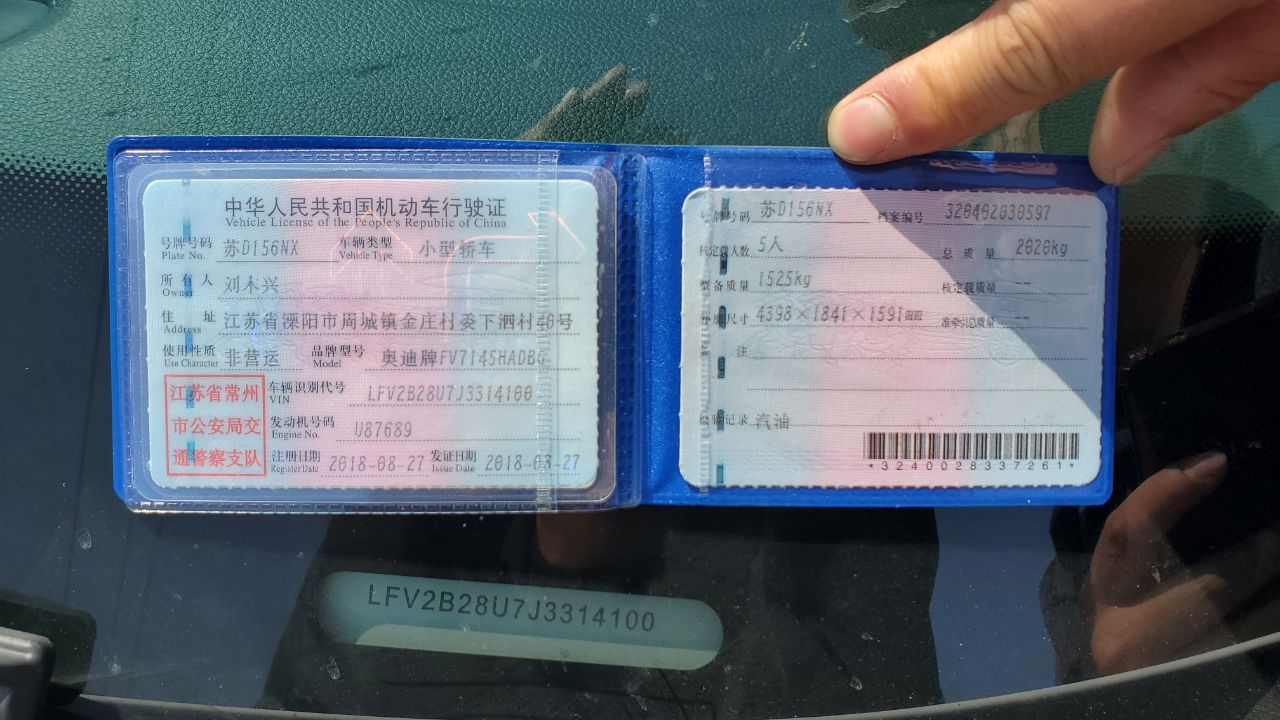 中华人民共和国机动车行驶证
Vehicle License of the People's Republic of China
号牌号码 苏D156NX 车辆类型 小型轿车
Plate No. Vehicle Type
所有人 刘木兴
Owner
住址 江苏省溧阳市周城镇金庄村委下泗村40号
Address
使用性质 非营运 品牌型号 奥迪牌FV7145HADBG
Use Character Model
江苏省常州
市公安局交
通警察支队
车辆识别代号 LFV2B28U7J3314100
VIN
发动机号码 U87689
Engine No.
注册日期 2018-08-27 发证日期 2018-08-27
Register Date Issue Date
号牌号码 苏D156NX 档案编号 320402030597
核定载人数 5人 总质量 2020kg
整备质量 1525kg 核定载质量 --
外廓尺寸 4398×1841×1591mm 准牵引总质量 --
备注
检验记录 汽油
*3240028337261*
LFV2B28U7J3314100